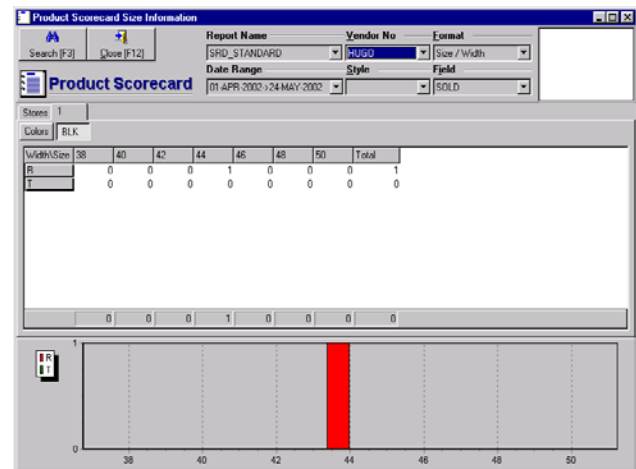 Product Scorecard Size Information
Report Name Vendor No Format
Search [F3] Close [F12] SRD_STANDARD HUGO Size / Width
Date Range Style Field
Product Scorecard 01-APR-2002->24-MAY-2002 SOLD
Stores 1
Colors BLK
Width\Size 38 40 42 44 46 48 50 Total
R 0 0 0 1 0 0 0 1
T 0 0 0 0 0 0 0 0
0 0 0 1 0 0 0 0
R
T
1
0
38 40 42 44 46 48 50